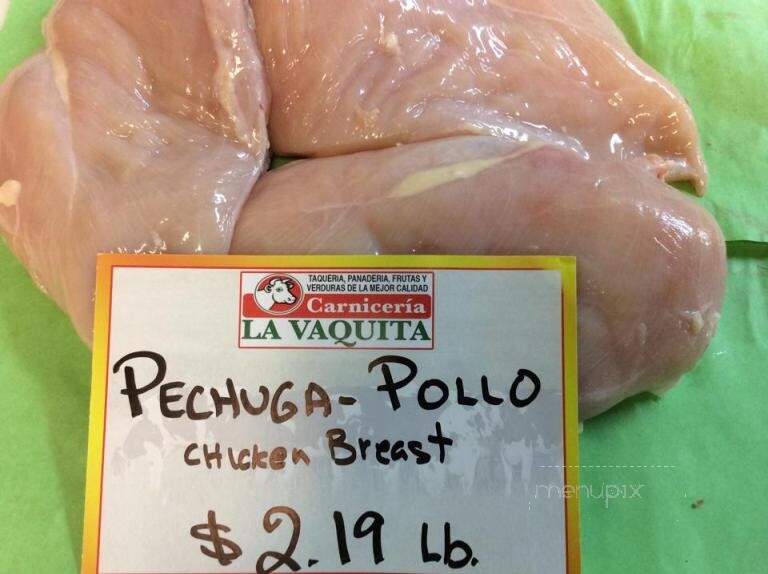 TAQUERIA, PANADERIA, FRUTAS Y
VERDURAS DE LA MEJOR CALIDAD
Carnicería
LA VAQUITA
PECHUGA- POLLO
CHicken Breast
$2.19 Lb.
menupix